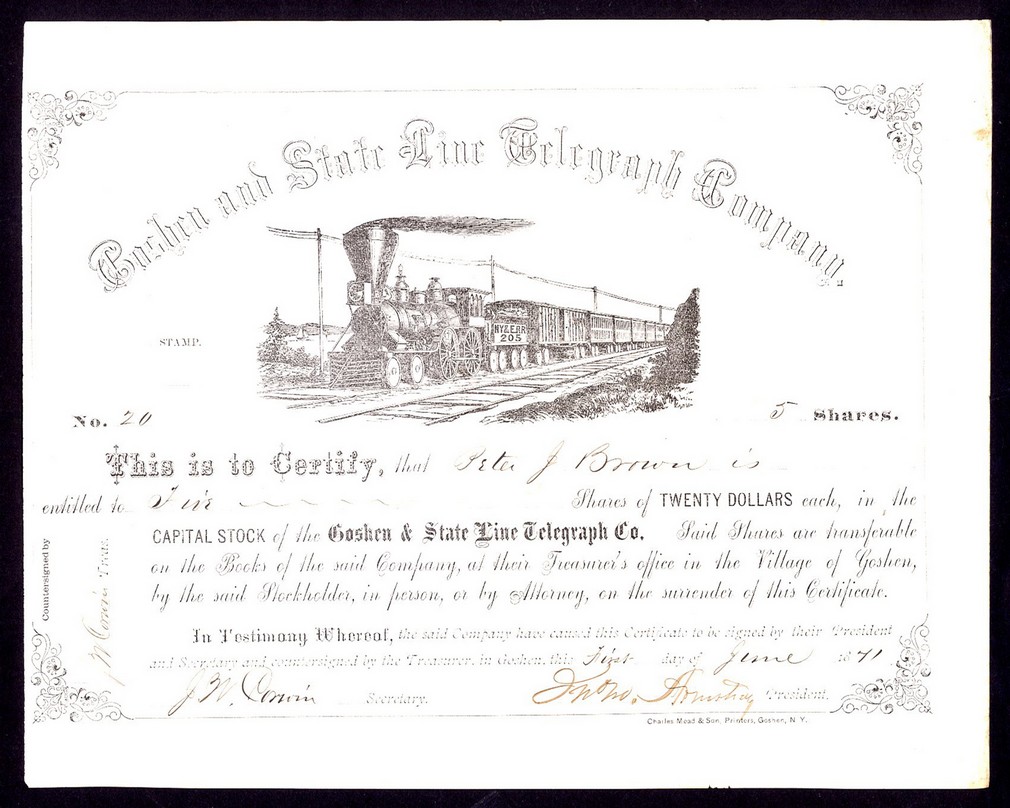 Goshen and State Line Telegraph Company.
N.Y.& E.R.R
205
STAMP.
No. 20
5 Shares.
This is to Certify, that Peter J Brown is
entitled to Five Shares of TWENTY DOLLARS each, in the
CAPITAL STOCK of the Goshen & State Line Telegraph Co. Said Shares are transferable
on the Books of the said Company, at their Treasurer's office in the Village of Goshen,
by the said Stockholder, in person, or by Attorney, on the surrender of this Certificate.
Countersigned by
J W Corwin Treas.
In Testimony Whereof, the said Company have caused this Certificate to be signed by their President
and Secretary and countersigned by the Treasurer, in Goshen, this First day of June 1871
J. W. Corwin Secretary. Armstrong President.
Charles Mead & Son, Printers, Goshen, N. Y.